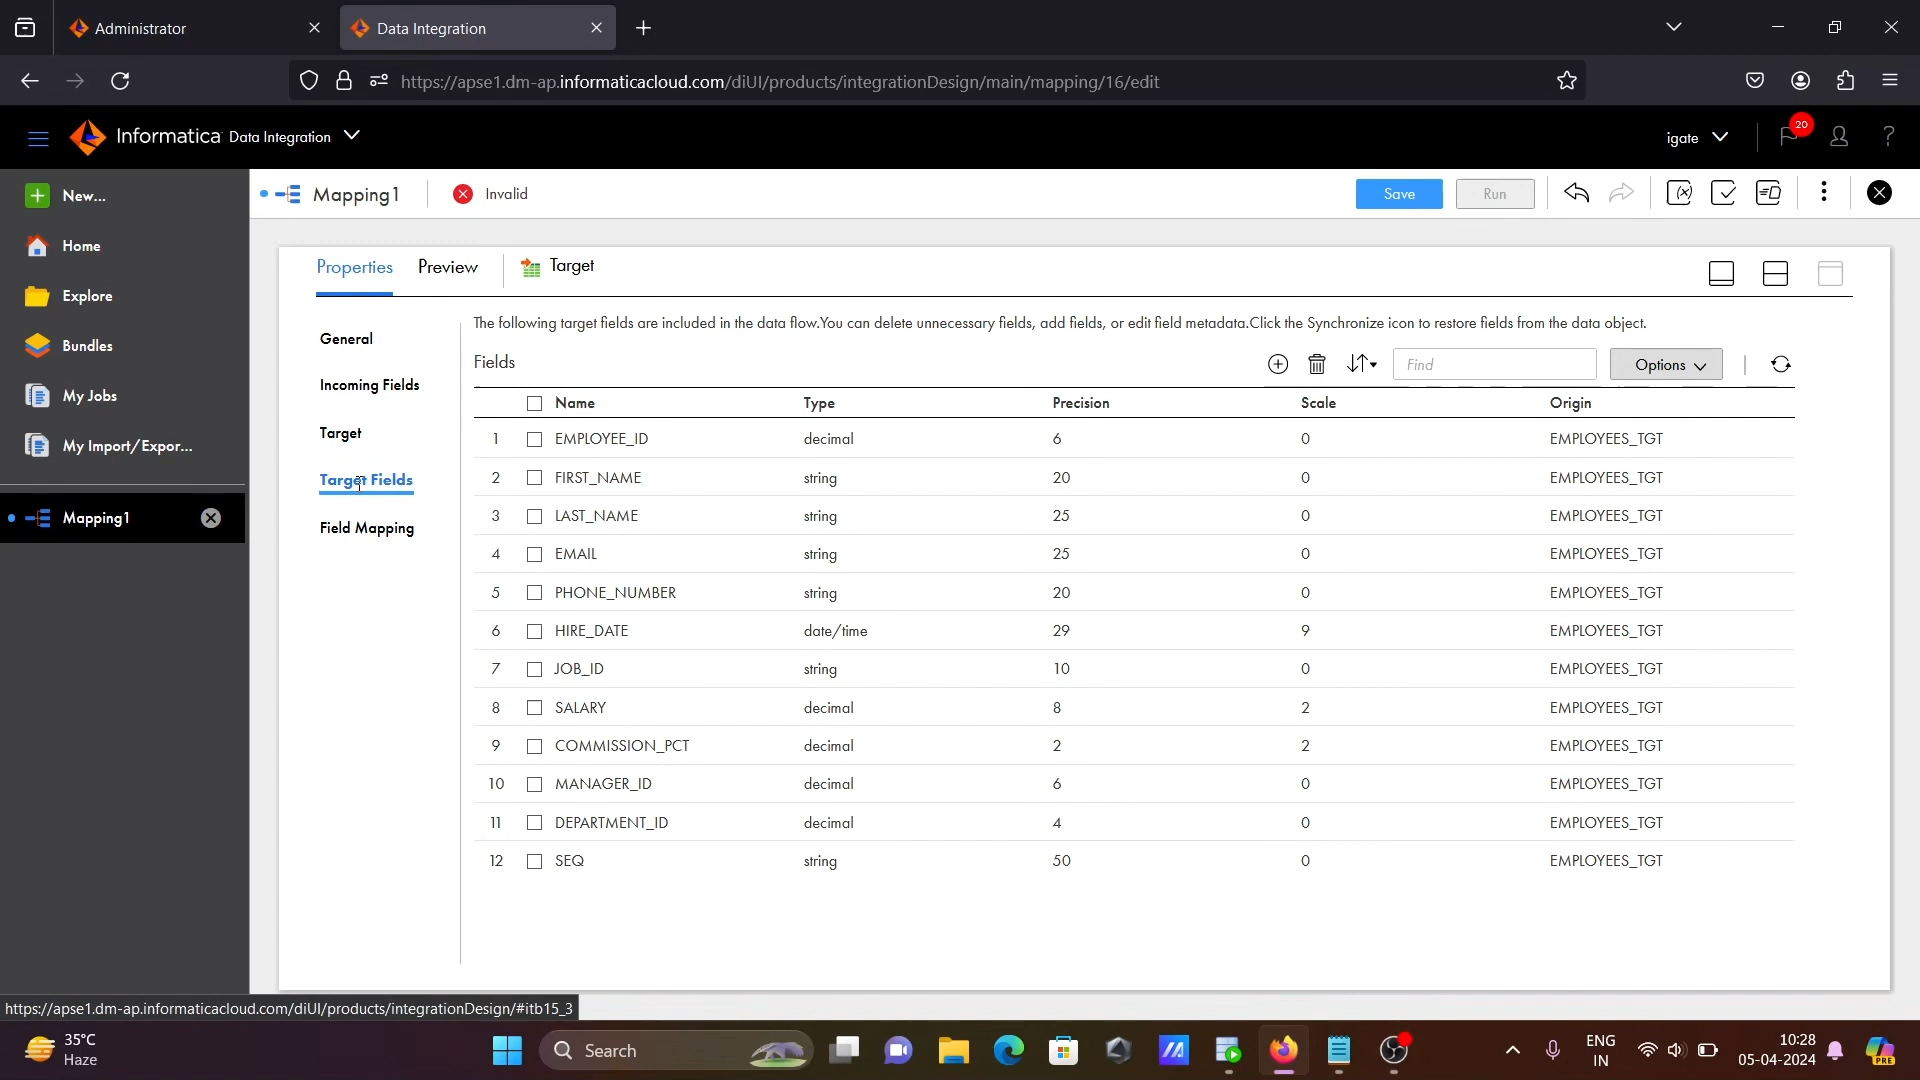 Administrator
Data Integration
https://apse1.dm-ap.informaticacloud.com/diUI/products/integrationDesign/main/mapping/16/edit
Informatica Data Integration
igate
20
?
New...
Home
Explore
Bundles
My Jobs
My Import/Expor...
Mapping1
Mapping1
Invalid
Save
Run
Properties
Preview
Target
General
Incoming Fields
Target
Target Fields
Field Mapping
The following target fields are included in the data flow.You can delete unnecessary fields, add fields, or edit field metadata.Click the Synchronize icon to restore fields from the data object.
Fields
Find
Options
Name Type Precision Scale Origin
1 EMPLOYEE_ID decimal 6 0 EMPLOYEES_TGT
2 FIRST_NAME string 20 0 EMPLOYEES_TGT
3 LAST_NAME string 25 0 EMPLOYEES_TGT
4 EMAIL string 25 0 EMPLOYEES_TGT
5 PHONE_NUMBER string 20 0 EMPLOYEES_TGT
6 HIRE_DATE date/time 29 9 EMPLOYEES_TGT
7 JOB_ID string 10 0 EMPLOYEES_TGT
8 SALARY decimal 8 2 EMPLOYEES_TGT
9 COMMISSION_PCT decimal 2 2 EMPLOYEES_TGT
10 MANAGER_ID decimal 6 0 EMPLOYEES_TGT
11 DEPARTMENT_ID decimal 4 0 EMPLOYEES_TGT
12 SEQ string 50 0 EMPLOYEES_TGT
https://apse1.dm-ap.informaticacloud.com/diUI/products/integrationDesign/#itb15_3
35°C
Haze
Search
ENG
IN
10:28
05-04-2024
PRE